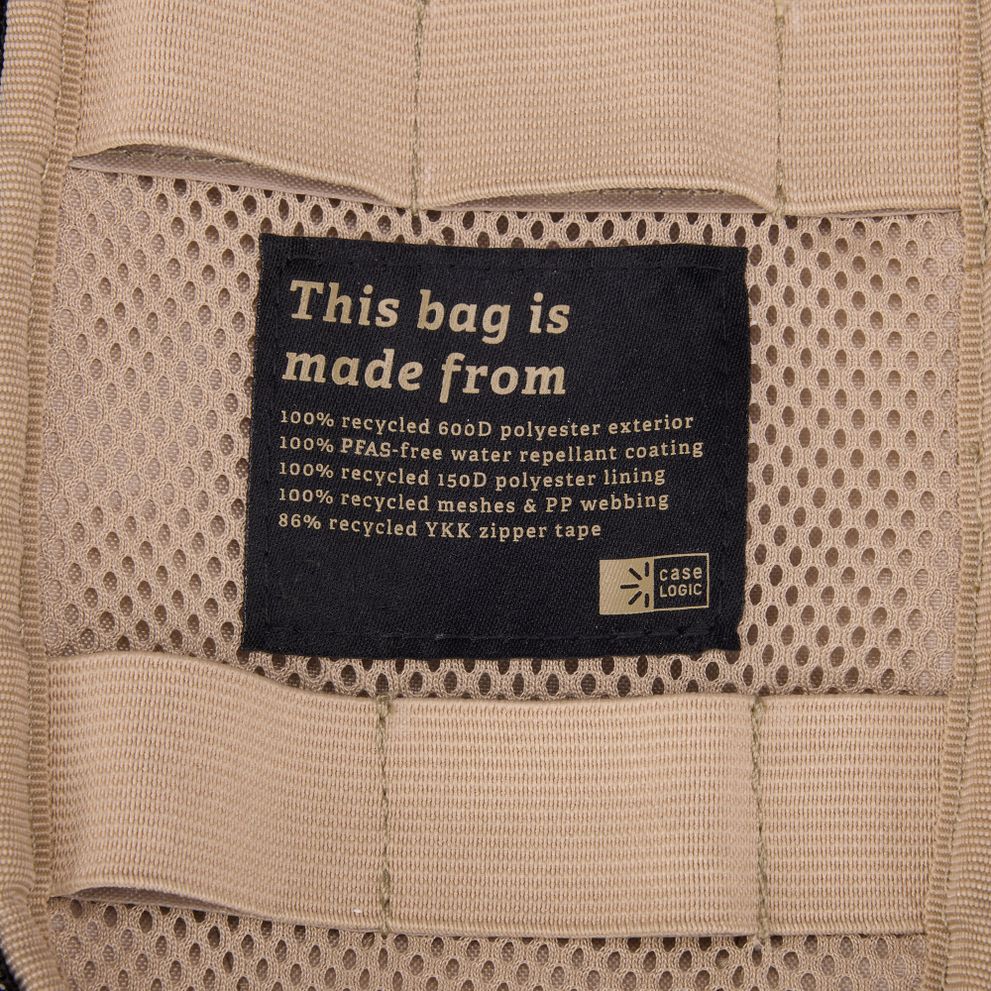 This bag is
made from
100% recycled 600D polyester exterior
100% PFAS-free water repellant coating
100% recycled 150D polyester lining
100% recycled meshes & PP webbing
86% recycled YKK zipper tape
case
LOGIC